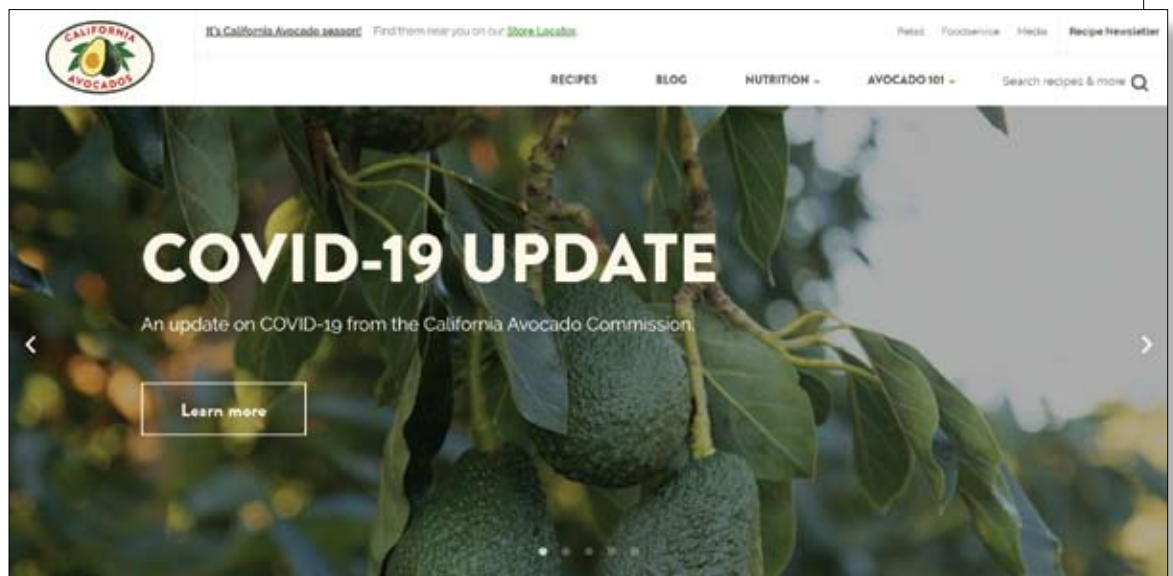 CALIFORNIA
AVOCADOS
It's California Avocado season! Find them near you on our Store Locator.
Retail Foodservice Media Recipe Newsletter
RECIPES BLOG NUTRITION AVOCADO 101 Search recipes & more
COVID-19 UPDATE
An update on COVID-19 from the California Avocado Commission.
Learn more